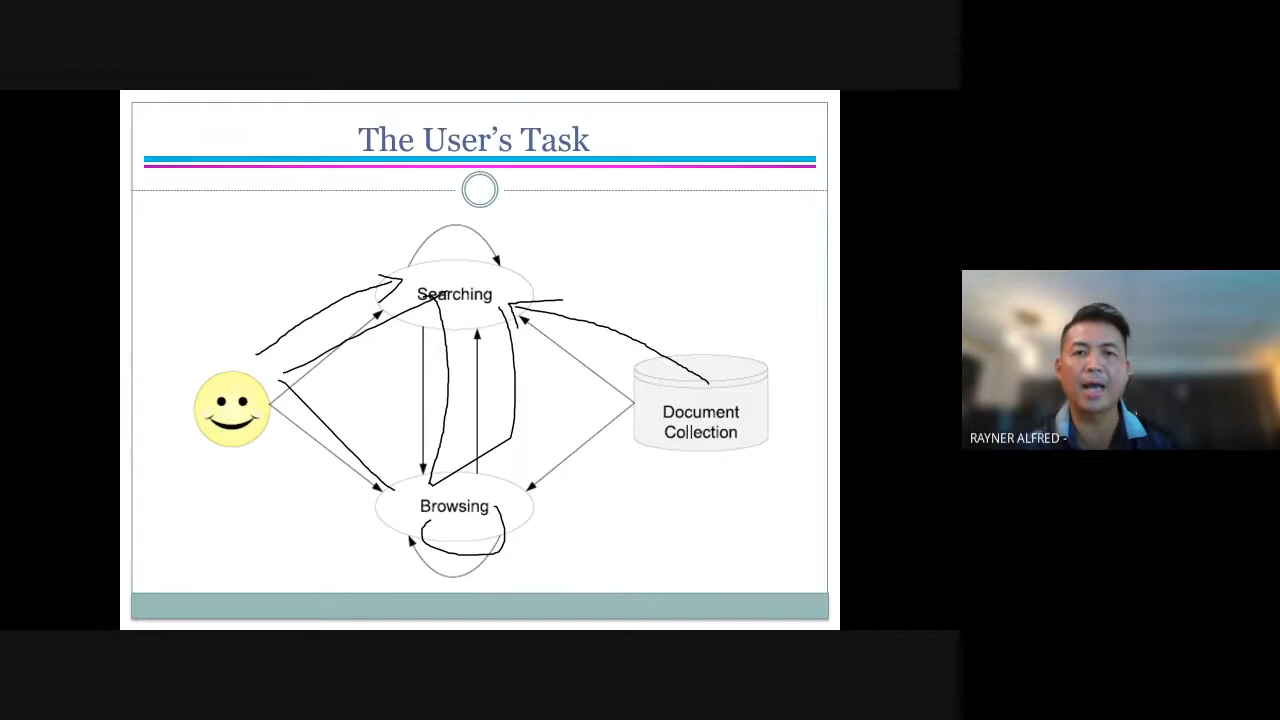 The User’s Task
Searching
Document
Collection
Browsing
RAYNER ALFRED -